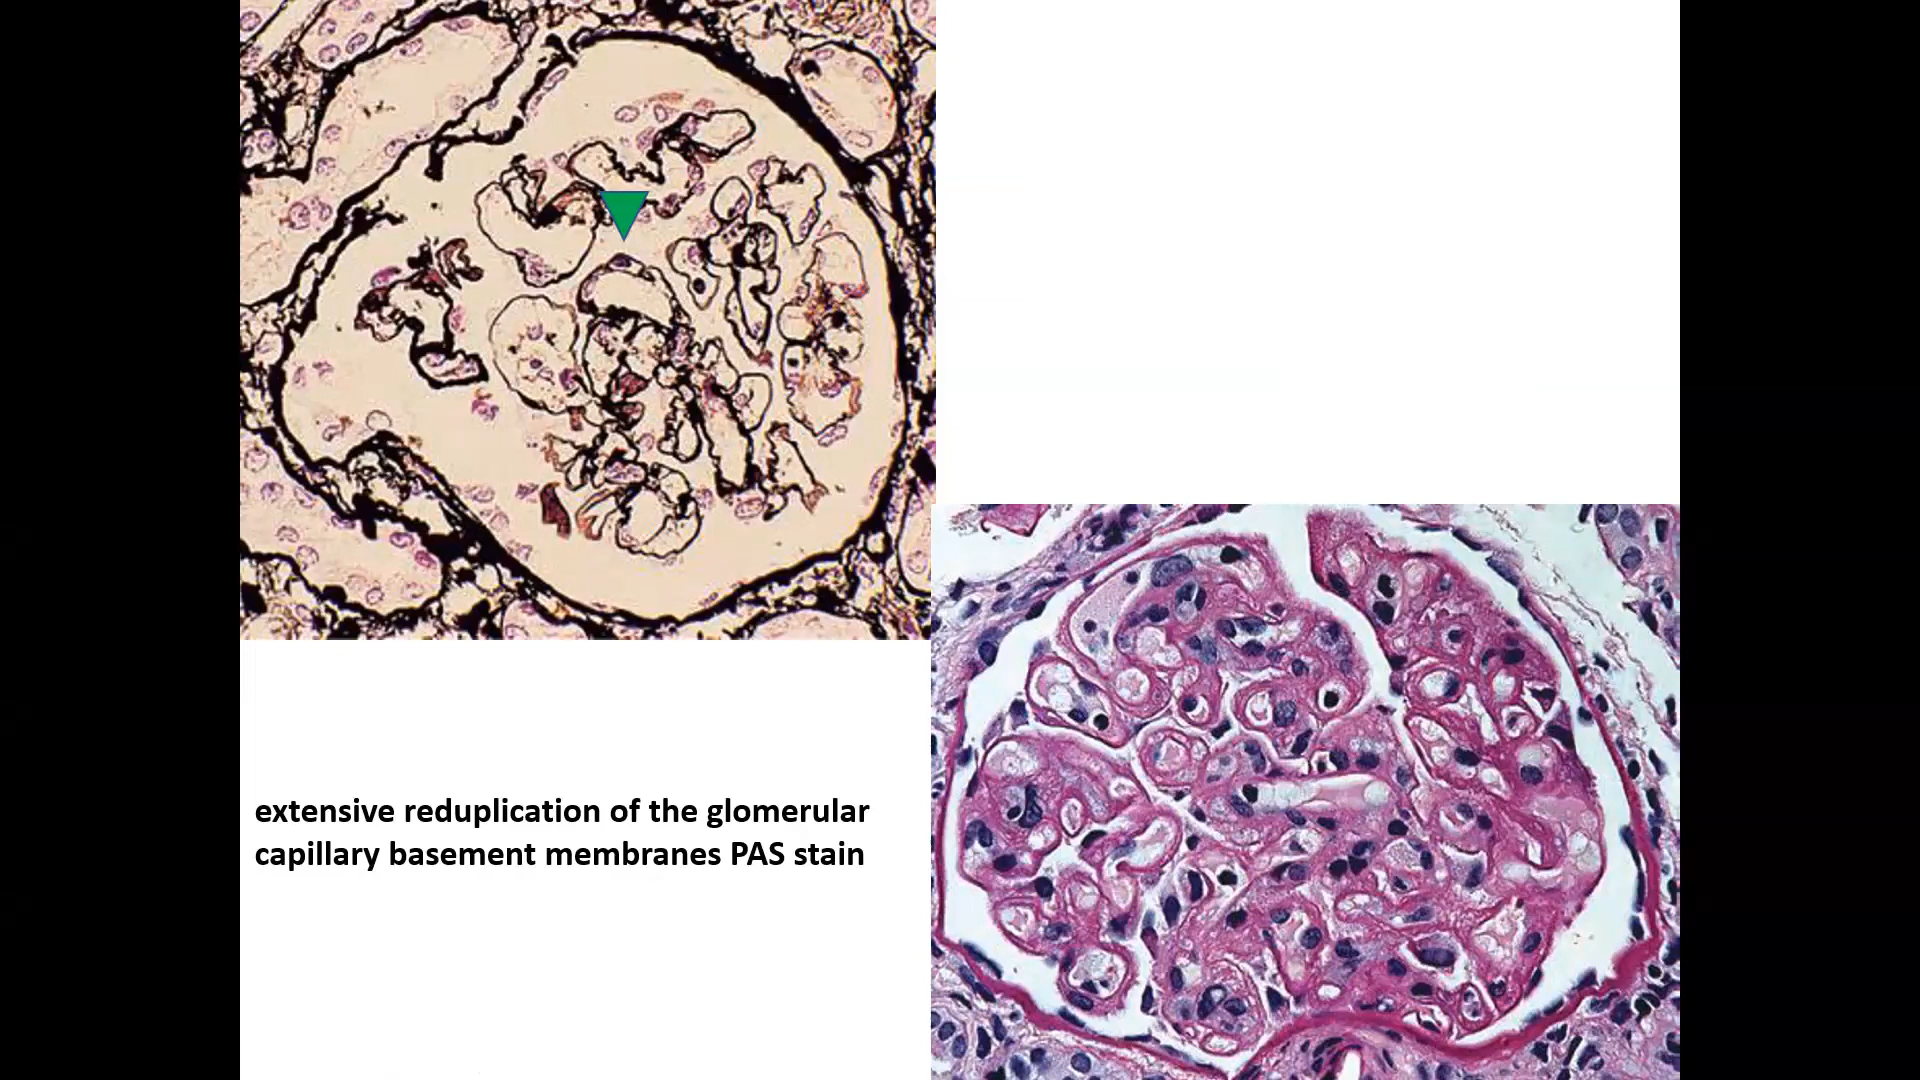 extensive reduplication of the glomerular
capillary basement membranes PAS stain